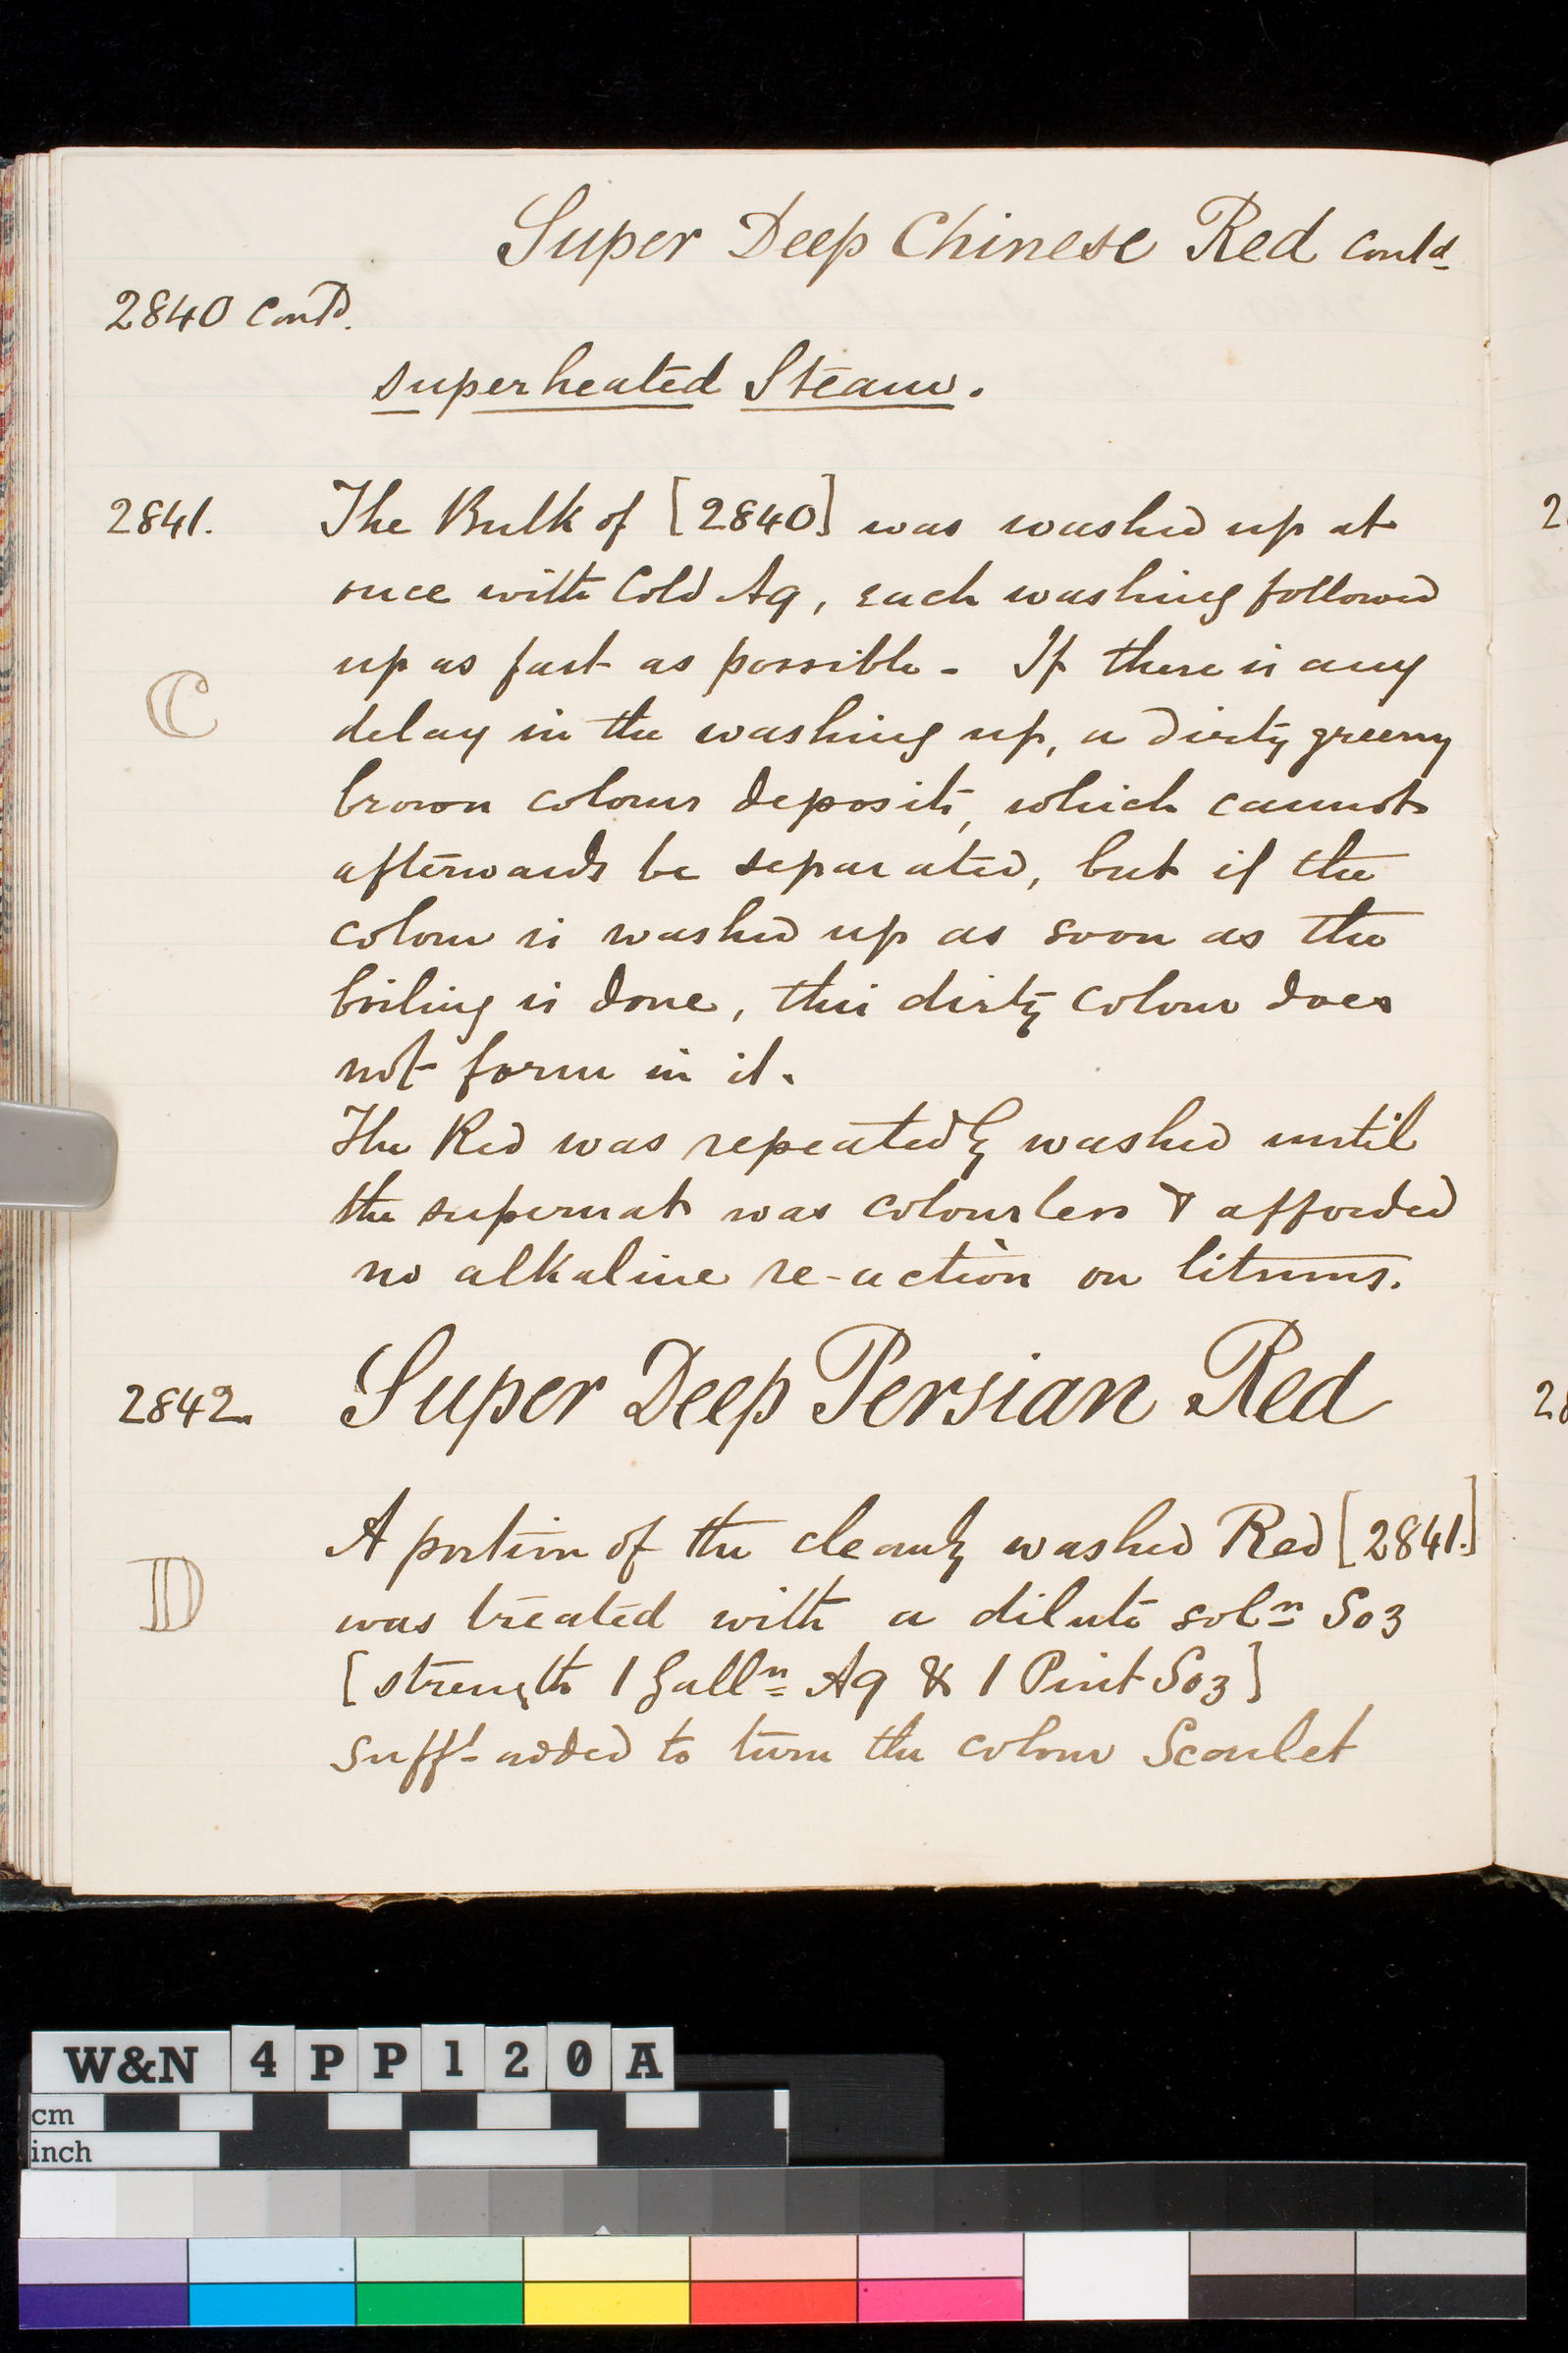 Super Deep Chinese Red Contd
2840 Contd.
superheated Steam.
2841. The Bulk of [2840] was washed up at
once with Cold Aq, each washing followed
up as fast as possible - If there is any
C
delay in the washing up, a dirty greeny
brown colour deposits, which cannot
afterwards be separated, but if the
colour is washed up as soon as the
boiling is done, this dirty colour does
not form in it.
The Red was repeatedly washed until
the supernat was colourless & afforded
no alkaline re-action on litmus.
2842. Super Deep Persian Red
A portion of the cleanly washed Red [2841.]
D was treated with a dilute soln So3
[strength 1 Galln Aq & 1 Pint So3]
sufft added to turn the colour Scarlet
2
28
W&N 4PP120A
cm
inch